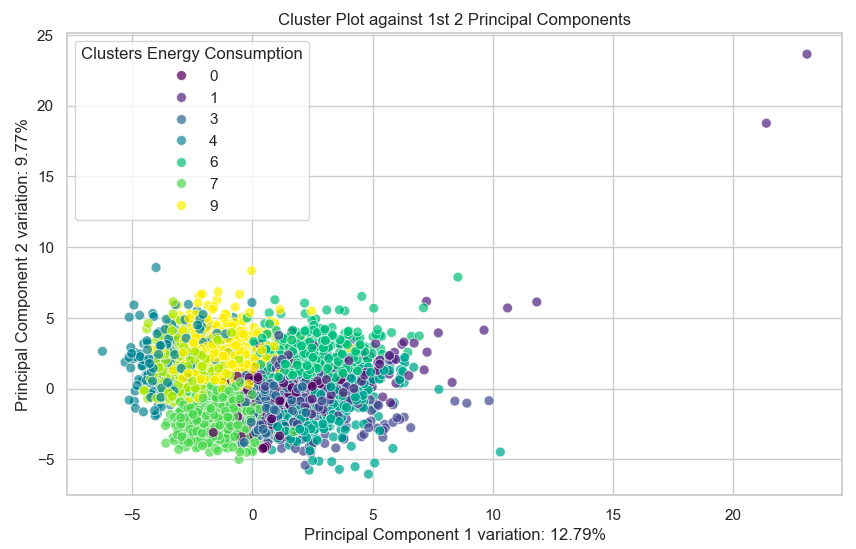 Cluster Plot against 1st 2 Principal Components
25
20
15
10
5
0
−5
Principal Component 2 variation: 9.77%
Clusters Energy Consumption
0
1
3
4
6
7
9
−5 0 5 10 15 20
Principal Component 1 variation: 12.79%